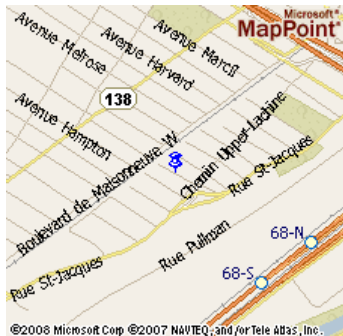 Microsoft®
MapPoint®
Avenue Marcil
Avenue Harvard
Avenue Melrose
138
Avenue Hampton
Boulevard de Maisonneuve W
Chemin Upper-Lachine
Rue St-Jacques
Rue Pullman
68-N
68-S
Rue St-Jacques
©2008 Microsoft Corp ©2007 NAVTEQ, and/or Tele Atlas, Inc.